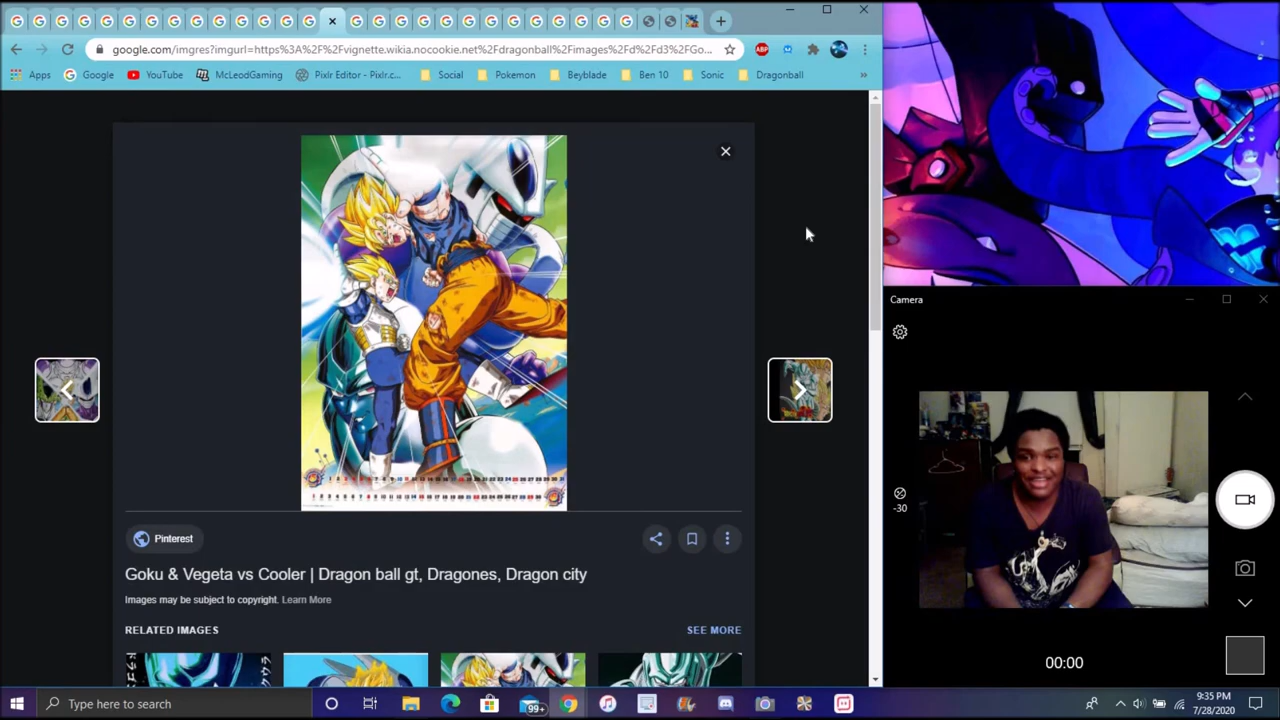 google.com/imgres?imgurl=https%3A%2F%2Fvignette.wikia.nocookie.net%2Fdragonball%2Fimages%2Fd%2Fd3%2FGo...
ABP
Apps Google YouTube McLeodGaming Pixlr Editor - Pixlr.c... Social Pokemon Beyblade Ben 10 Sonic Dragonball »
Camera
-30
Pinterest
Goku & Vegeta vs Cooler | Dragon ball gt, Dragones, Dragon city
Images may be subject to copyright. Learn More
RELATED IMAGES
SEE MORE
00:00
Type here to search
99+
9:35 PM
7/28/2020